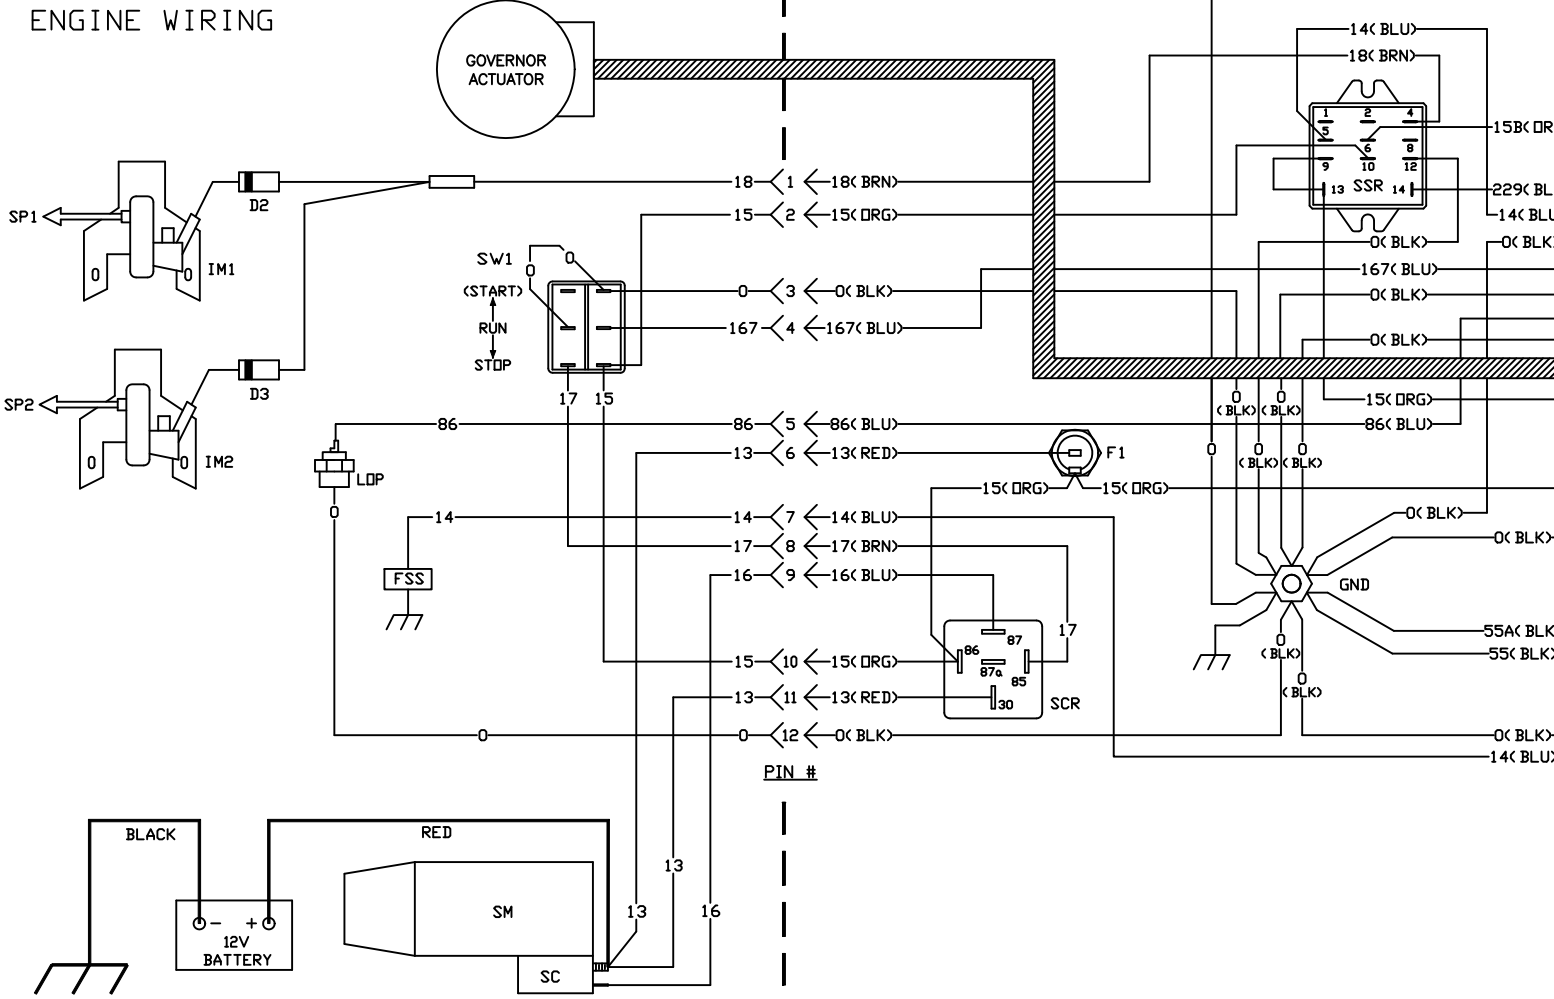 ENGINE WIRING
GOVERNOR
ACTUATOR
14(BLU)
18(BRN)
1 2 4
5 6 8
9 10 12
13 SSR 14
15B(OR
229(BL
14(BLU
0(BLK)
0(BLK
SP1
D2
0 0
IM1
18 1 18(BRN)
15 2 15(ORG)
SW1
0 0
(START)
RUN
STOP
0 3 0(BLK)
167 4 167(BLU)
167(BLU)
0(BLK)
0(BLK)
SP2
D3
0 0
IM2
17 15
15(ORG)
86 86 5 86(BLU)
86(BLU)
0
(BLK)
0
(BLK)
13 6 13(RED)
F1
0
0
(BLK)
0
(BLK)
LOP
0
15(ORG) 15(ORG)
14 14 7 14(BLU)
0(BLK)
0(BLK)
17 8 17(BRN)
16 9 16(BLU)
FSS
GND
87
86
87a
85
30
SCR
17
55A(BLK
55(BLK)
0
(BLK)
0
(BLK)
15 10 15(ORG)
13 11 13(RED)
0 0 12 0(BLK)
0(BLK)
14(BLU)
PIN #
BLACK
RED
13
13
16
SM
SC
- +
12V
BATTERY